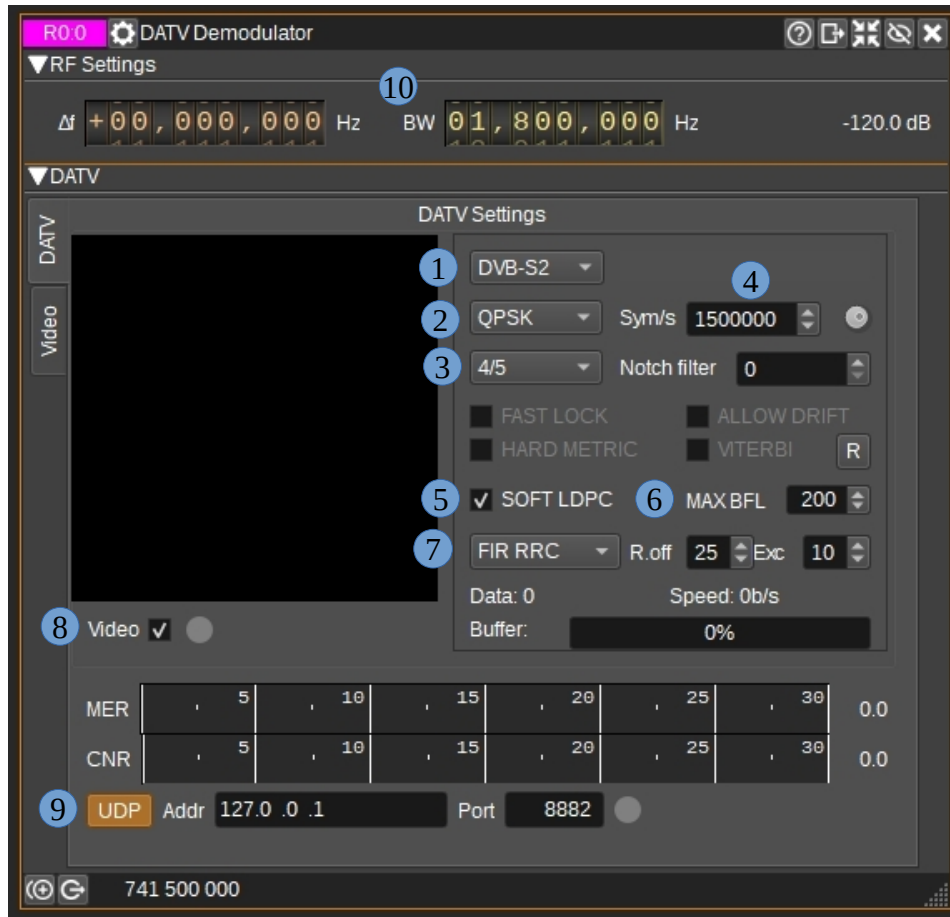 R0:0 DATV Demodulator
RF Settings
10
Δf +00,000,000 Hz BW 01,800,000 Hz -120.0 dB
DATV
DATV
Video
DATV Settings
1 DVB-S2
4
2 QPSK Sym/s 1500000
3 4/5 Notch filter 0
FAST LOCK ALLOW DRIFT
HARD METRIC VITERBI R
5 SOFT LDPC 6 MAX BFL 200
7 FIR RRC R.off 25 Exc 10
Data: 0 Speed: 0b/s
8 Video Buffer: 0%
MER 5 10 15 20 25 30 0.0
CNR 5 10 15 20 25 30 0.0
9 UDP Addr 127.0 .0 .1 Port 8882
741 500 000